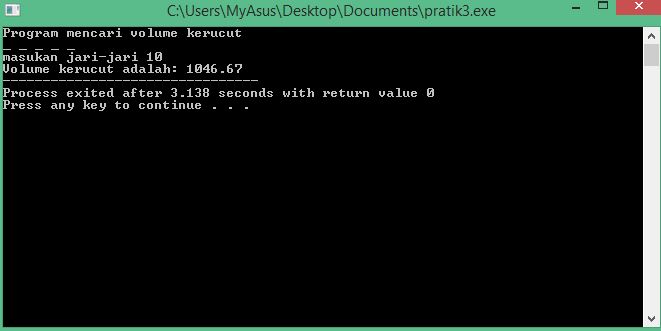 C:\Users\MyAsus\Desktop\Documents\pratik3.exe
Program mencari volume kerucut
_ _ _ _ _
masukan jari-jari 10
Volume kerucut adalah: 1046.67
--------------------------------
Process exited after 3.138 seconds with return value 0
Press any key to continue . . .